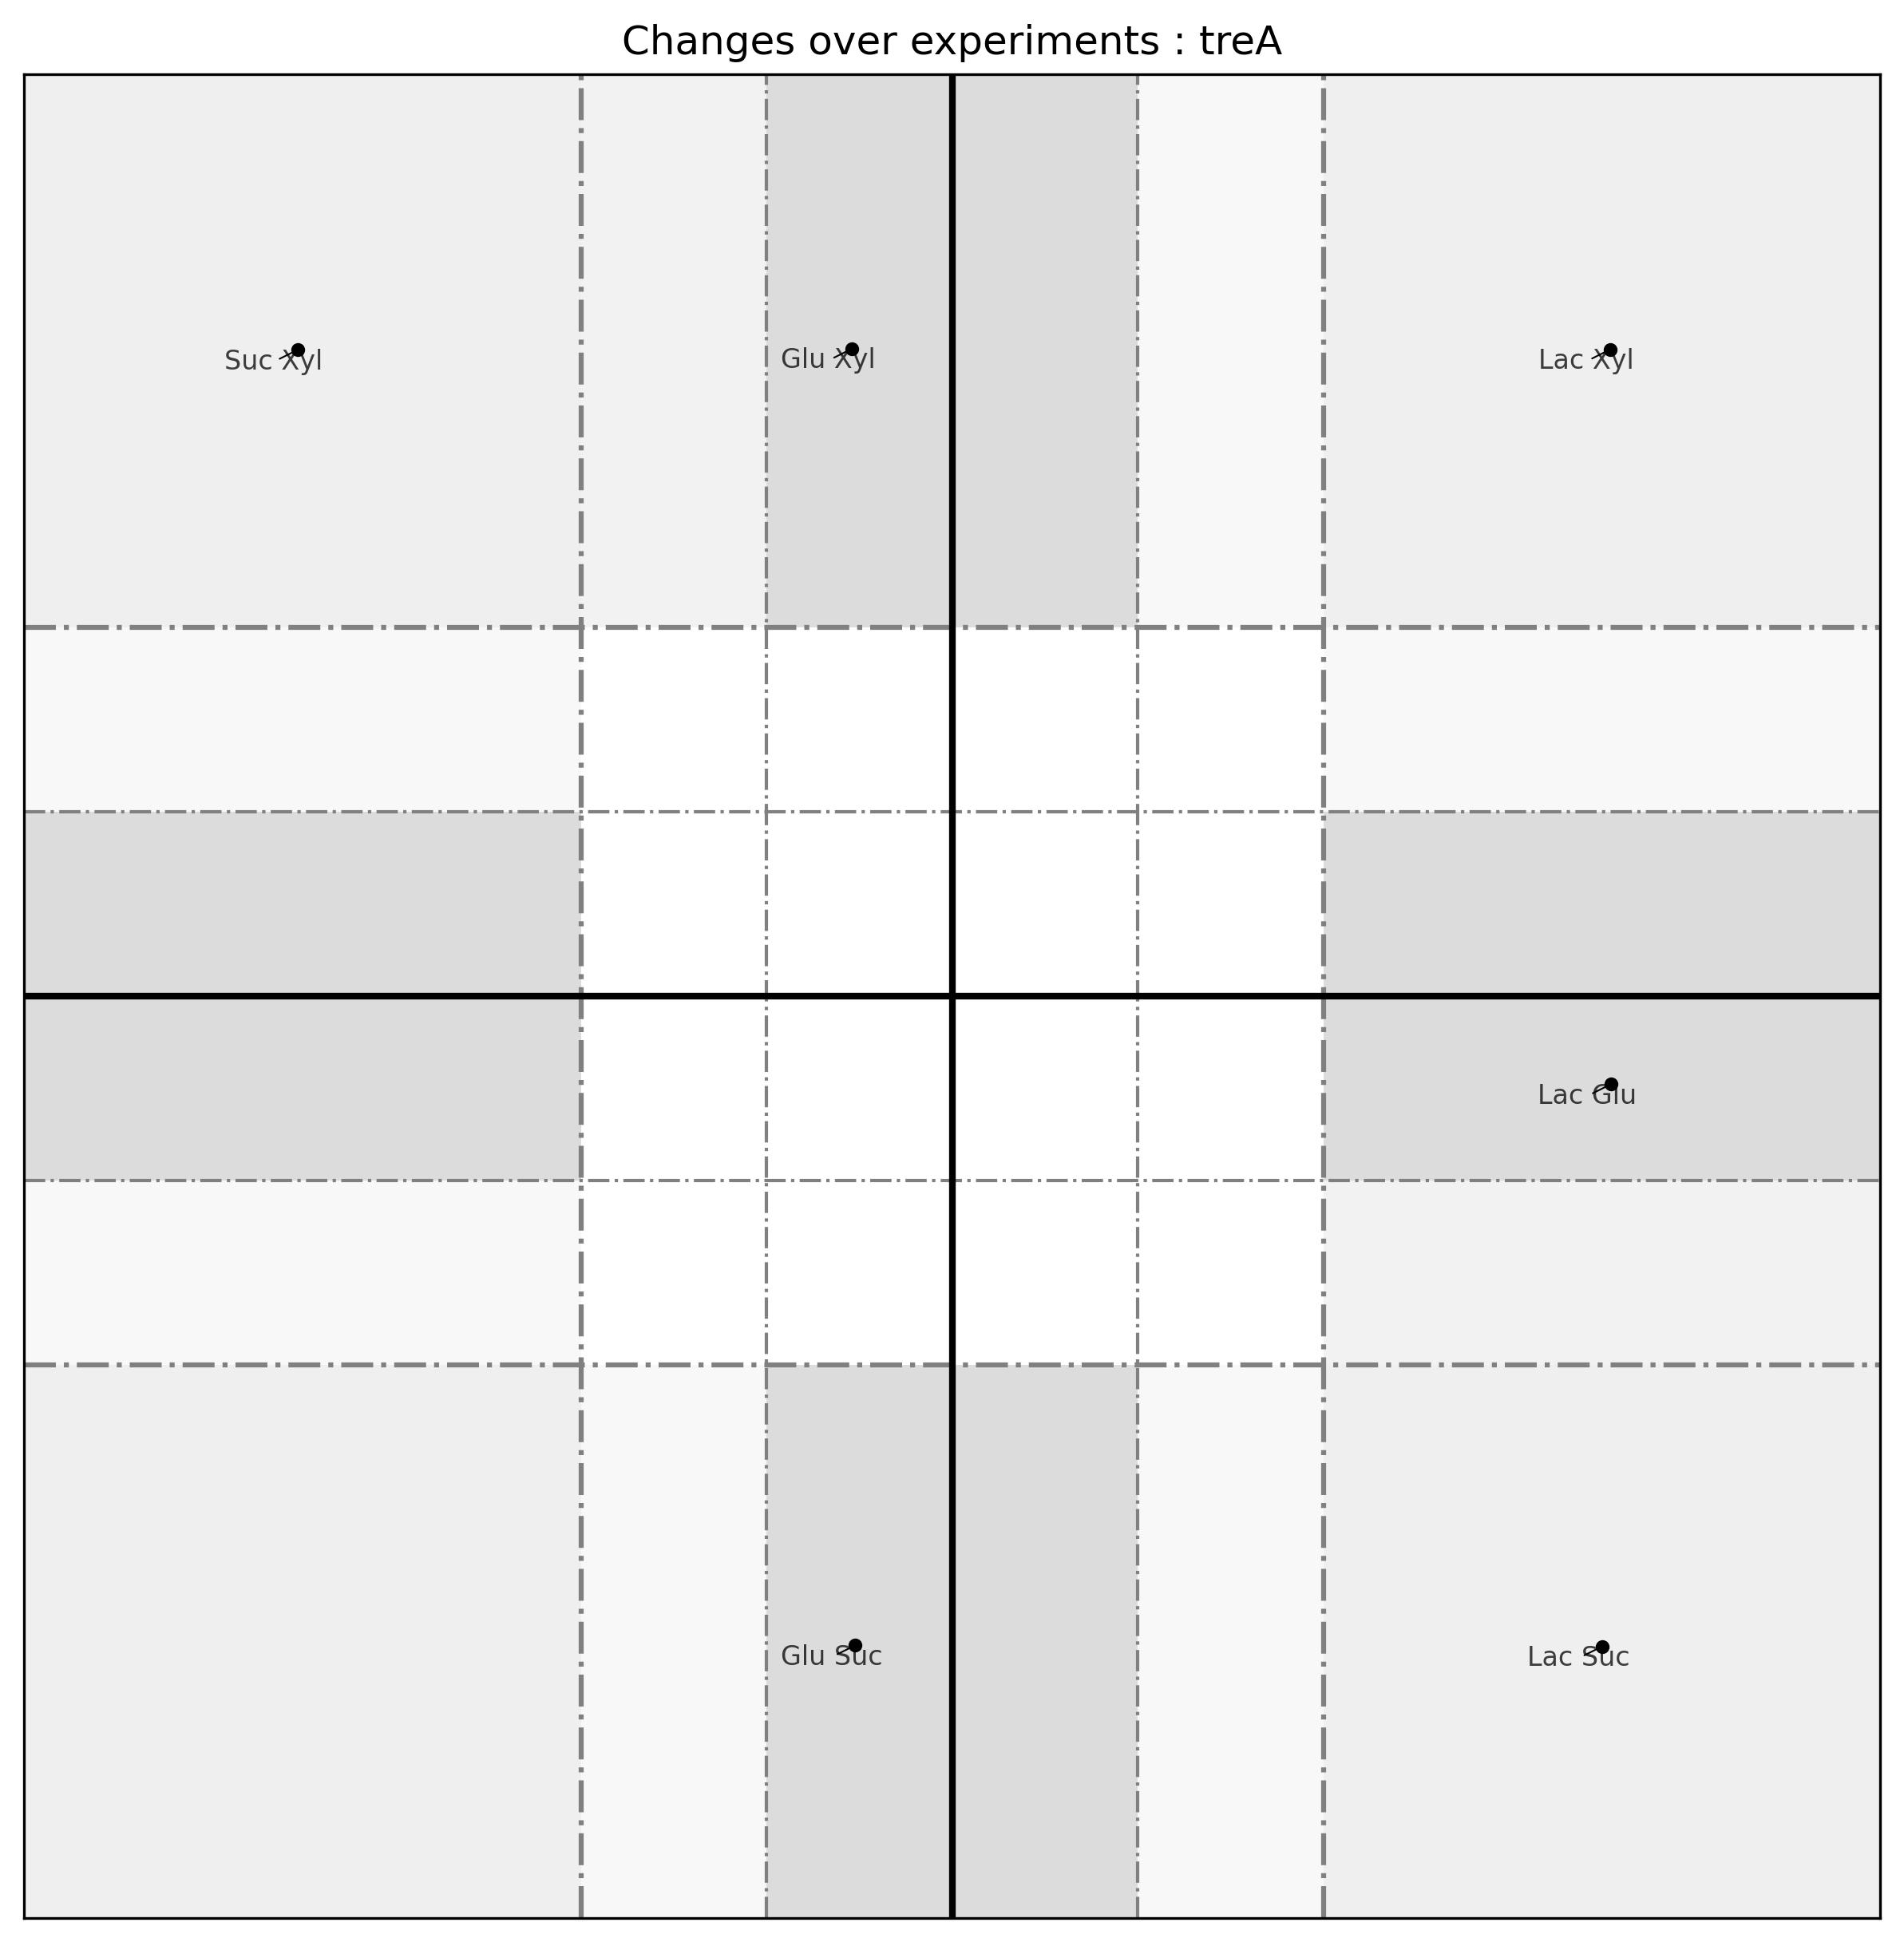 Changes over experiments : treA
Suc Xyl
Glu Xyl
Lac Xyl
Lac Glu
Glu Suc
Lac Suc